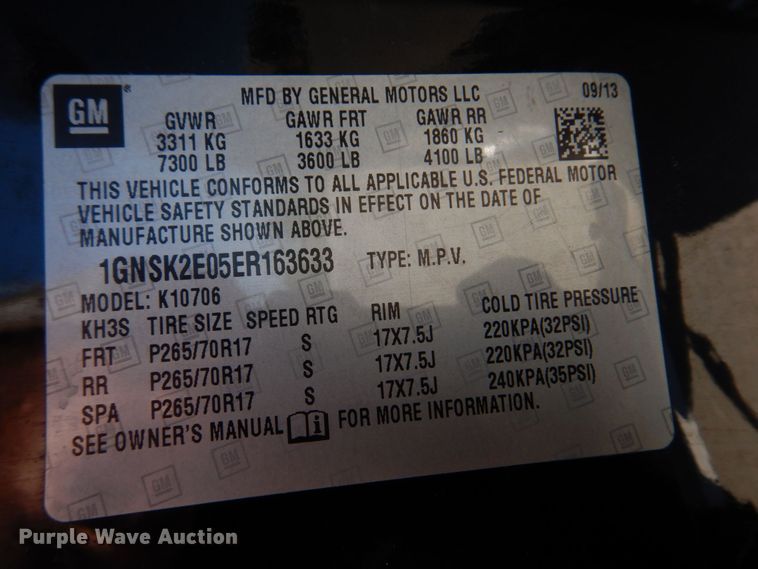 GM
MFD BY GENERAL MOTORS LLC 09/13
GVWR GAWR FRT GAWR RR
3311 KG 1633 KG 1860 KG
7300 LB 3600 LB 4100 LB
THIS VEHICLE CONFORMS TO ALL APPLICABLE U.S. FEDERAL MOTOR
VEHICLE SAFETY STANDARDS IN EFFECT ON THE DATE OF
MANUFACTURE SHOWN ABOVE.
1GNSK2E05ER163633 TYPE: M.P.V.
MODEL: K10706
KH3S TIRE SIZE SPEED RTG RIM COLD TIRE PRESSURE
FRT P265/70R17 S 17X7.5J 220KPA(32PSI)
RR P265/70R17 S 17X7.5J 220KPA(32PSI)
SPA P265/70R17 S 17X7.5J 240KPA(35PSI)
SEE OWNER'S MANUAL FOR MORE INFORMATION.
Purple Wave Auction